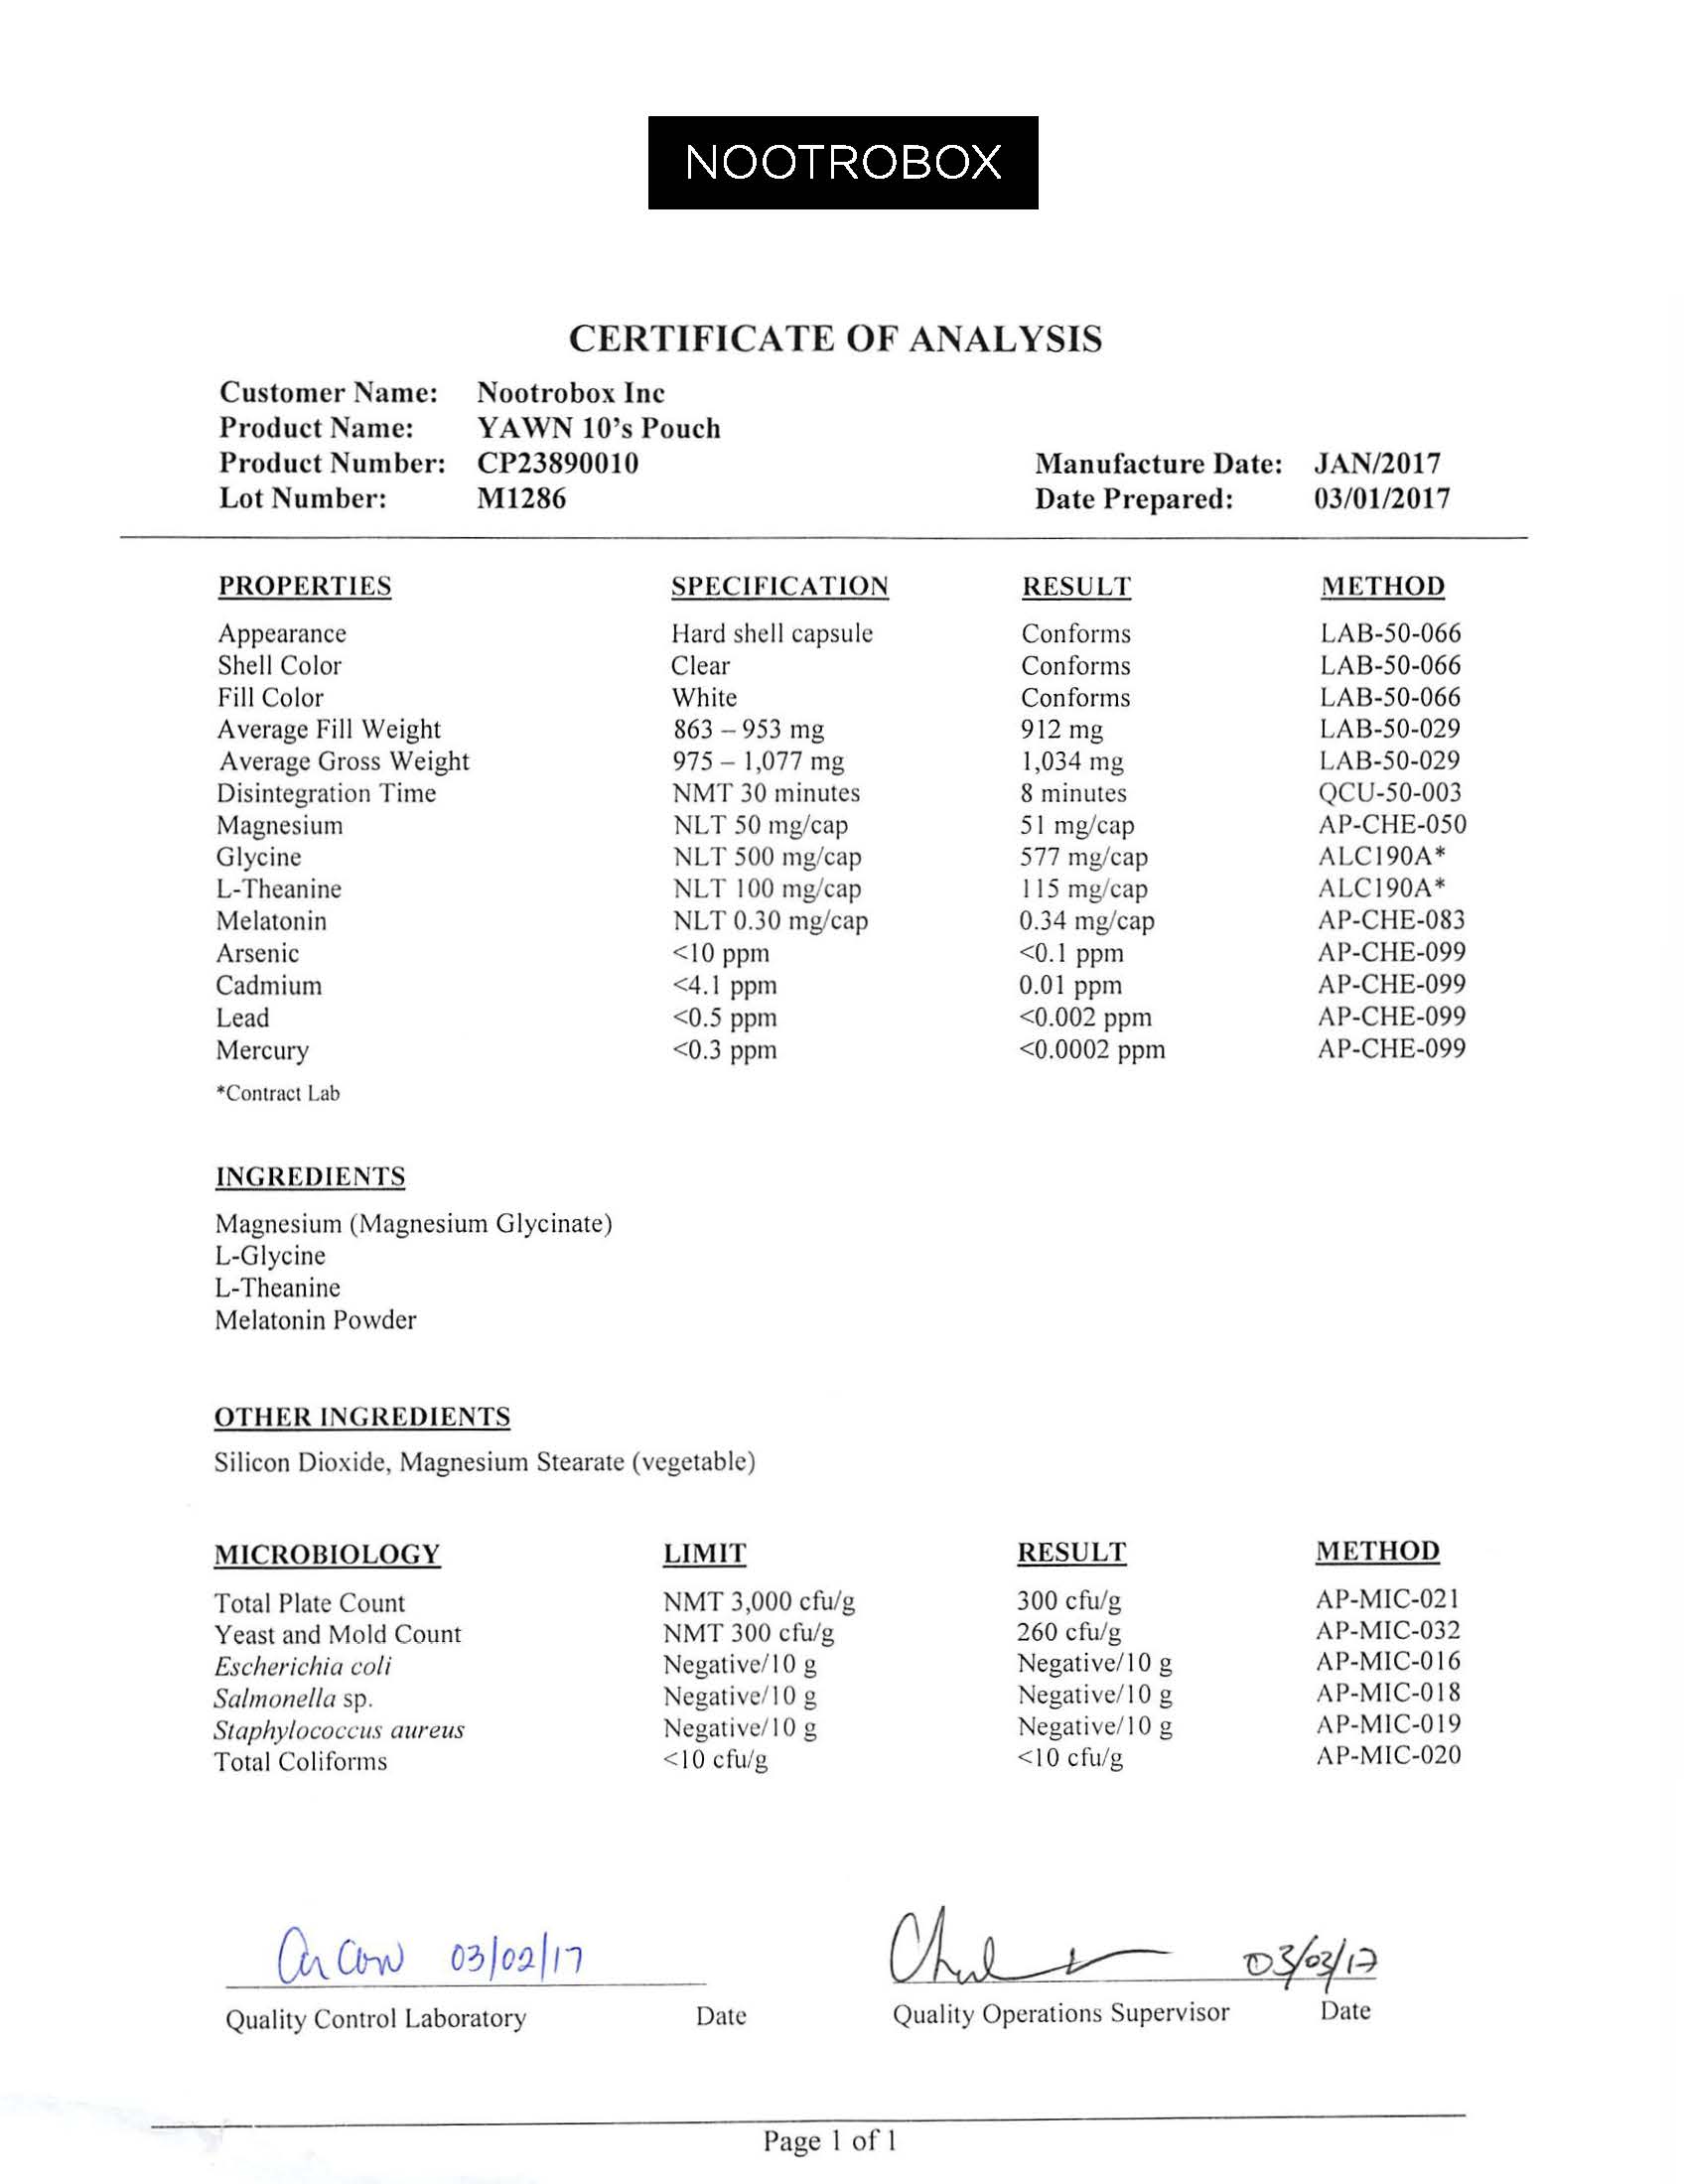 NOOTROBOX
CERTIFICATE OF ANALYSIS
Customer Name: Nootrobox Inc
Product Name: YAWN 10's Pouch
Product Number: CP23890010 Manufacture Date: JAN/2017
Lot Number: M1286 Date Prepared: 03/01/2017
PROPERTIES SPECIFICATION RESULT METHOD
Appearance Hard shell capsule Conforms LAB-50-066
Shell Color Clear Conforms LAB-50-066
Fill Color White Conforms LAB-50-066
Average Fill Weight 863 – 953 mg 912 mg LAB-50-029
Average Gross Weight 975 – 1,077 mg 1,034 mg LAB-50-029
Disintegration Time NMT 30 minutes 8 minutes QCU-50-003
Magnesium NLT 50 mg/cap 51 mg/cap AP-CHE-050
Glycine NLT 500 mg/cap 577 mg/cap ALC190A*
L-Theanine NLT 100 mg/cap 115 mg/cap ALC190A*
Melatonin NLT 0.30 mg/cap 0.34 mg/cap AP-CHE-083
Arsenic <10 ppm <0.1 ppm AP-CHE-099
Cadmium <4.1 ppm 0.01 ppm AP-CHE-099
Lead <0.5 ppm <0.002 ppm AP-CHE-099
Mercury <0.3 ppm <0.0002 ppm AP-CHE-099
*Contract Lab
INGREDIENTS
Magnesium (Magnesium Glycinate)
L-Glycine
L-Theanine
Melatonin Powder
OTHER INGREDIENTS
Silicon Dioxide, Magnesium Stearate (vegetable)
MICROBIOLOGY LIMIT RESULT METHOD
Total Plate Count NMT 3,000 cfu/g 300 cfu/g AP-MIC-021
Yeast and Mold Count NMT 300 cfu/g 260 cfu/g AP-MIC-032
Escherichia coli Negative/10 g Negative/10 g AP-MIC-016
Salmonella sp. Negative/10 g Negative/10 g AP-MIC-018
Staphylococcus aureus Negative/10 g Negative/10 g AP-MIC-019
Total Coliforms <10 cfu/g <10 cfu/g AP-MIC-020
03/02/17 03/03/17
Quality Control Laboratory Date Quality Operations Supervisor Date
Page 1 of 1